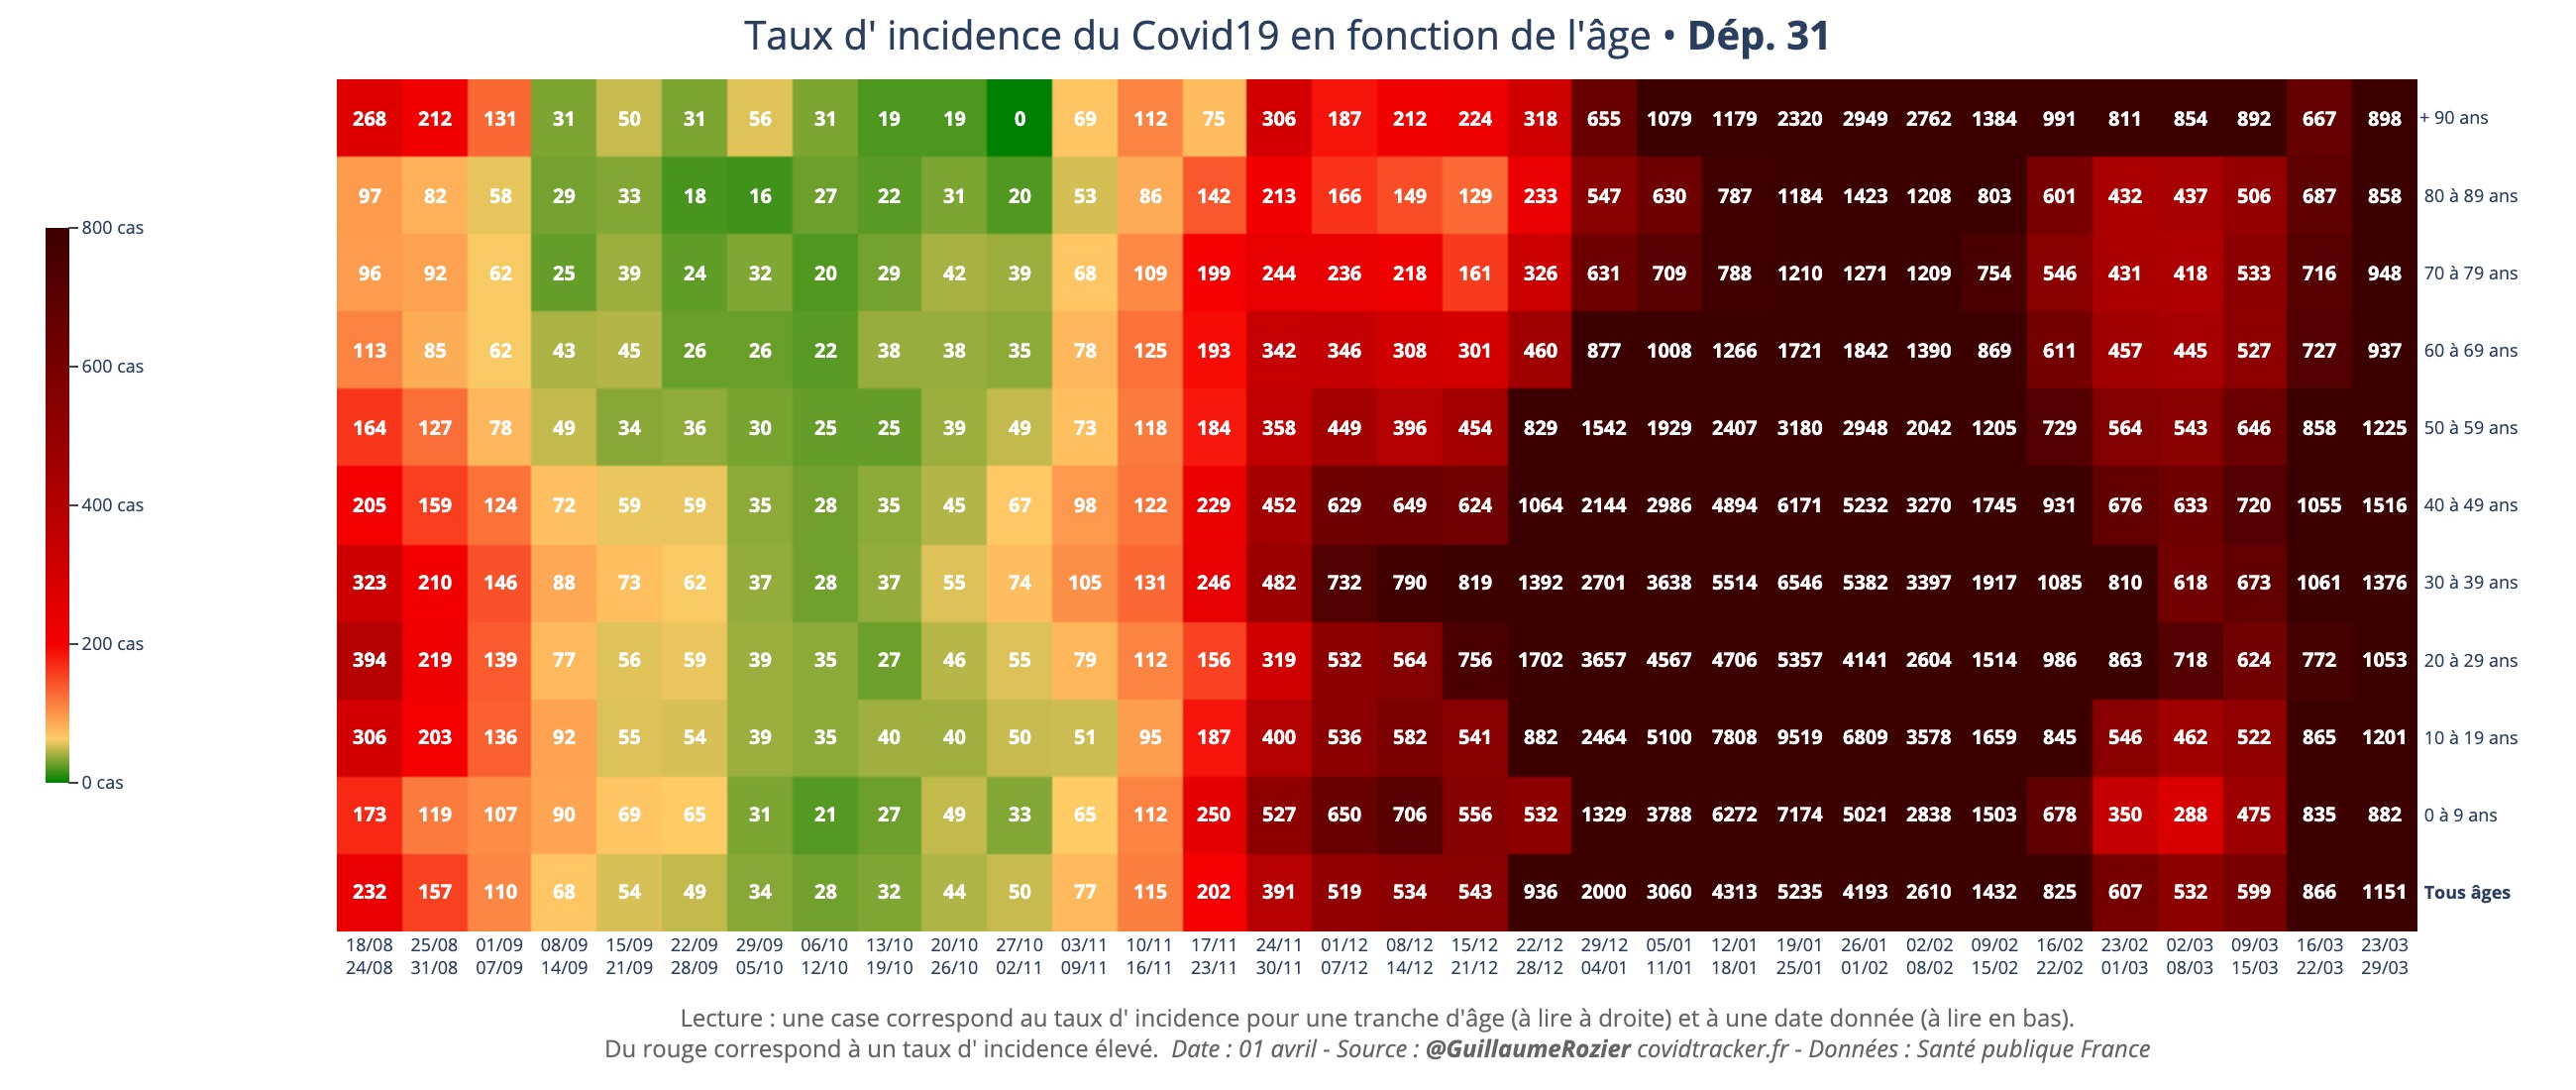 Taux d' incidence du Covid19 en fonction de l'âge • Dép. 31
268 212 131 31 50 31 56 31 19 19 0 69 112 75 306 187 212 224 318 655 1079 1179 2320 2949 2762 1384 991 811 854 892 667 898 + 90 ans
97 82 58 29 33 18 16 27 22 31 20 53 86 142 213 166 149 129 233 547 630 787 1184 1423 1208 803 601 432 437 506 687 858 80 à 89 ans
800 cas
96 92 62 25 39 24 32 20 29 42 39 68 109 199 244 236 218 161 326 631 709 788 1210 1271 1209 754 546 431 418 533 716 948 70 à 79 ans
113 85 62 43 45 26 26 22 38 38 35 78 125 193 342 346 308 301 460 877 1008 1266 1721 1842 1390 869 611 457 445 527 727 937 60 à 69 ans
600 cas
164 127 78 49 34 36 30 25 25 39 49 73 118 184 358 449 396 454 829 1542 1929 2407 3180 2948 2042 1205 729 564 543 646 858 1225 50 à 59 ans
400 cas
205 159 124 72 59 59 35 28 35 45 67 98 122 229 452 629 649 624 1064 2144 2986 4894 6171 5232 3270 1745 931 676 633 720 1055 1516 40 à 49 ans
323 210 146 88 73 62 37 28 37 55 74 105 131 246 482 732 790 819 1392 2701 3638 5514 6546 5382 3397 1917 1085 810 618 673 1061 1376 30 à 39 ans
200 cas
394 219 139 77 56 59 39 35 27 46 55 79 112 156 319 532 564 756 1702 3657 4567 4706 5357 4141 2604 1514 986 863 718 624 772 1053 20 à 29 ans
306 203 136 92 55 54 39 35 40 40 50 51 95 187 400 536 582 541 882 2464 5100 7808 9519 6809 3578 1659 845 546 462 522 865 1201 10 à 19 ans
0 cas
173 119 107 90 69 65 31 21 27 49 33 65 112 250 527 650 706 556 532 1329 3788 6272 7174 5021 2838 1503 678 350 288 475 835 882 0 à 9 ans
232 157 110 68 54 49 34 28 32 44 50 77 115 202 391 519 534 543 936 2000 3060 4313 5235 4193 2610 1432 825 607 532 599 866 1151 Tous âges
18/08 25/08 01/09 08/09 15/09 22/09 29/09 06/10 13/10 20/10 27/10 03/11 10/11 17/11 24/11 01/12 08/12 15/12 22/12 29/12 05/01 12/01 19/01 26/01 02/02 09/02 16/02 23/02 02/03 09/03 16/03 23/03
24/08 31/08 07/09 14/09 21/09 28/09 05/10 12/10 19/10 26/10 02/11 09/11 16/11 23/11 30/11 07/12 14/12 21/12 28/12 04/01 11/01 18/01 25/01 01/02 08/02 15/02 22/02 01/03 08/03 15/03 22/03 29/03
Lecture : une case correspond au taux d' incidence pour une tranche d'âge (à lire à droite) et à une date donnée (à lire en bas).
Du rouge correspond à un taux d' incidence élevé. Date : 01 avril - Source : @GuillaumeRozier covidtracker.fr - Données : Santé publique France